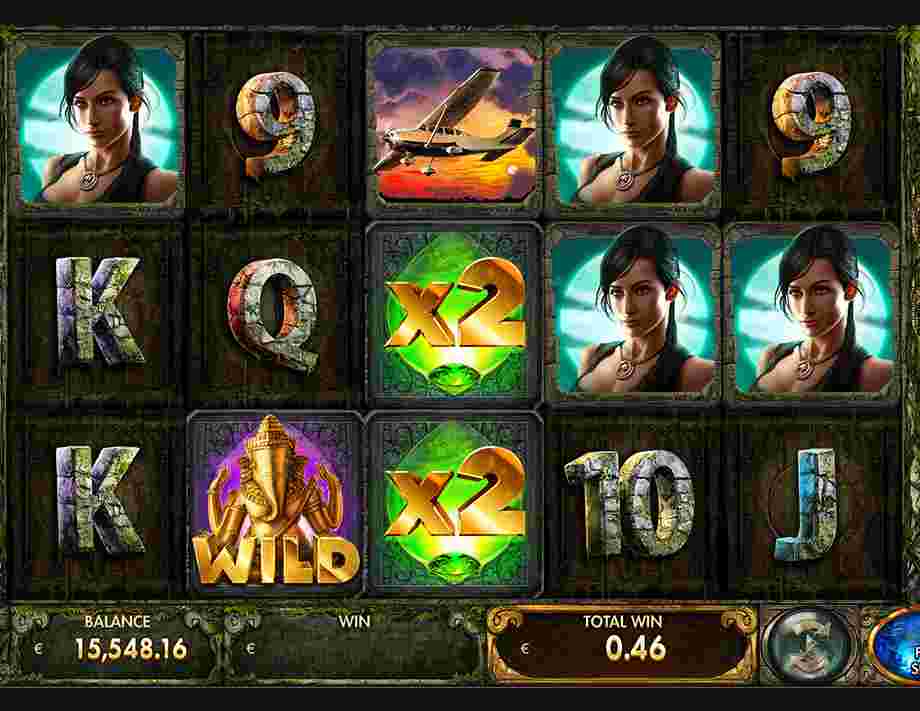 9
9
K
Q
x2
K
WILD
x2
10
J
BALANCE
WIN
TOTAL WIN
€ 15,548.16
€
€ 0.46